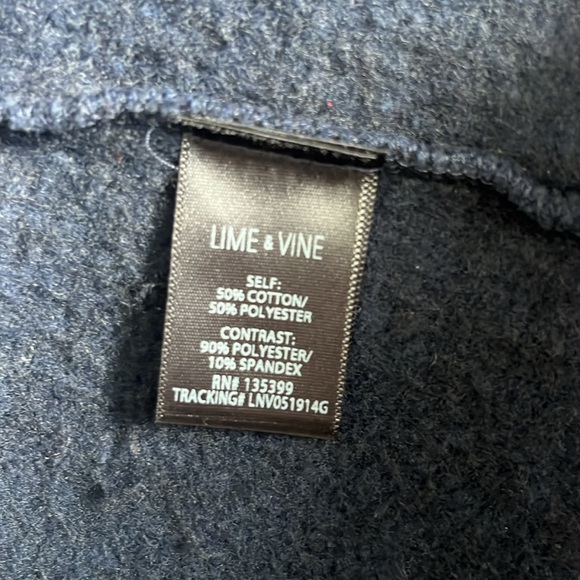 LIME & VINE
SELF:
50% COTTON/
50% POLYESTER
CONTRAST:
90% POLYESTER/
10% SPANDEX
RN# 135399
TRACKING# LNV051914G